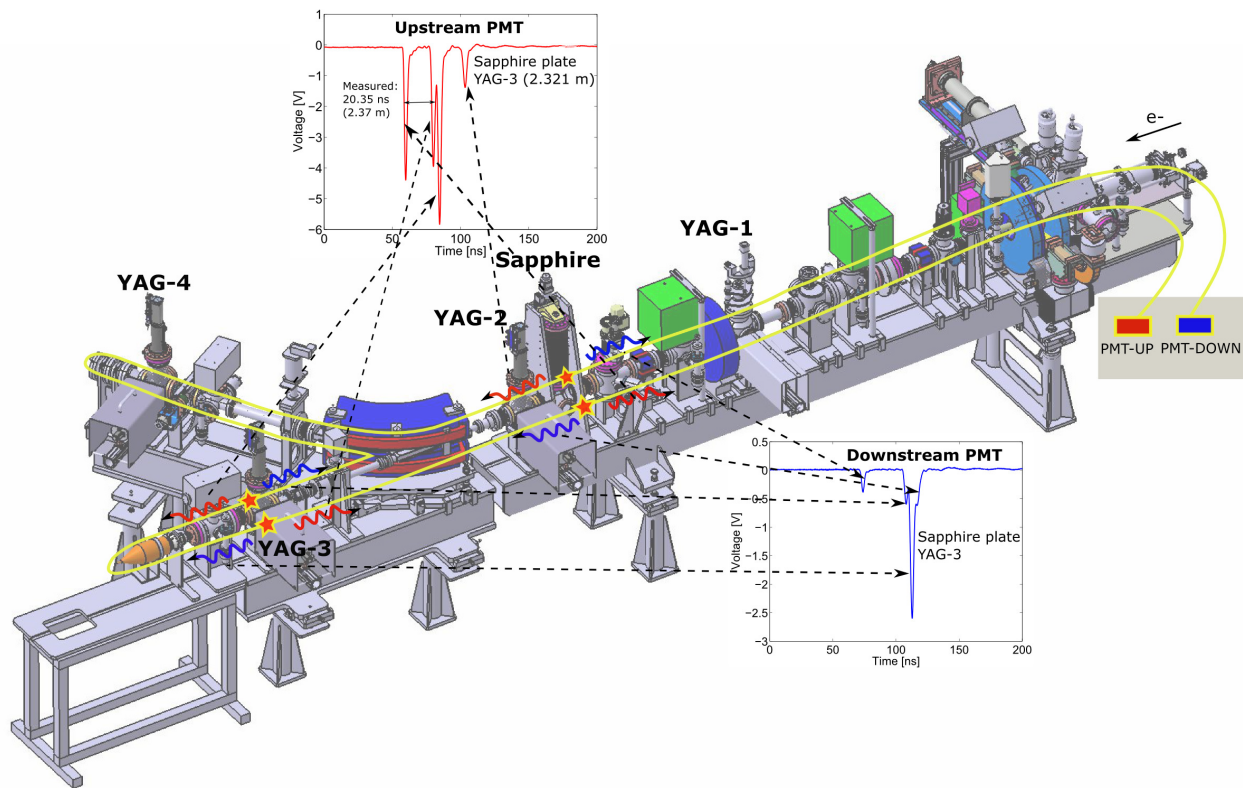 Upstream PMT
1
0
−1
−2
−3
−4
−5
−6
Voltage [V]
Measured:
20.35 ns
(2.37 m)
Sapphire plate
YAG-3 (2.321 m)
0
50
100
150
200
Time [ns]
e-
YAG-1
Sapphire
YAG-4
YAG-2
PMT-UP
PMT-DOWN
YAG-3
Downstream PMT
0.5
0.0
−0.5
−1
−1.5
−2
−2.5
−3
Voltage [V]
Sapphire plate
YAG-3
0
50
100
150
200
Time [ns]